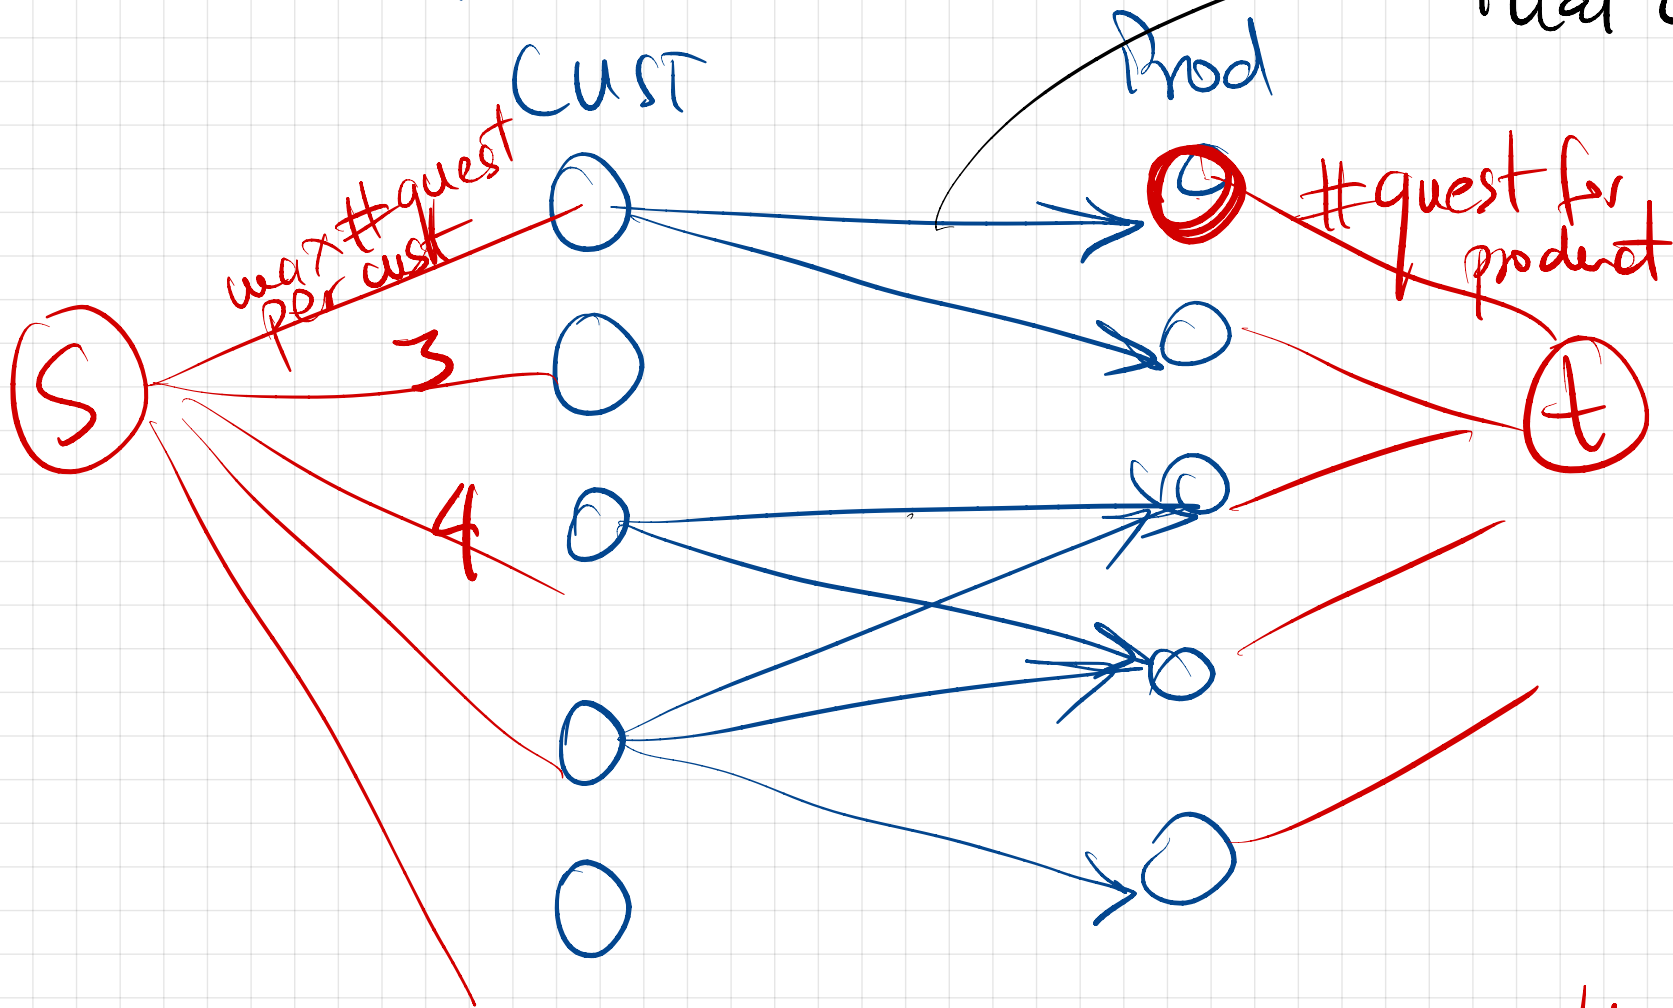 Cust
Prod
max # quest
per cust
# quest for
product
S
3
4
t